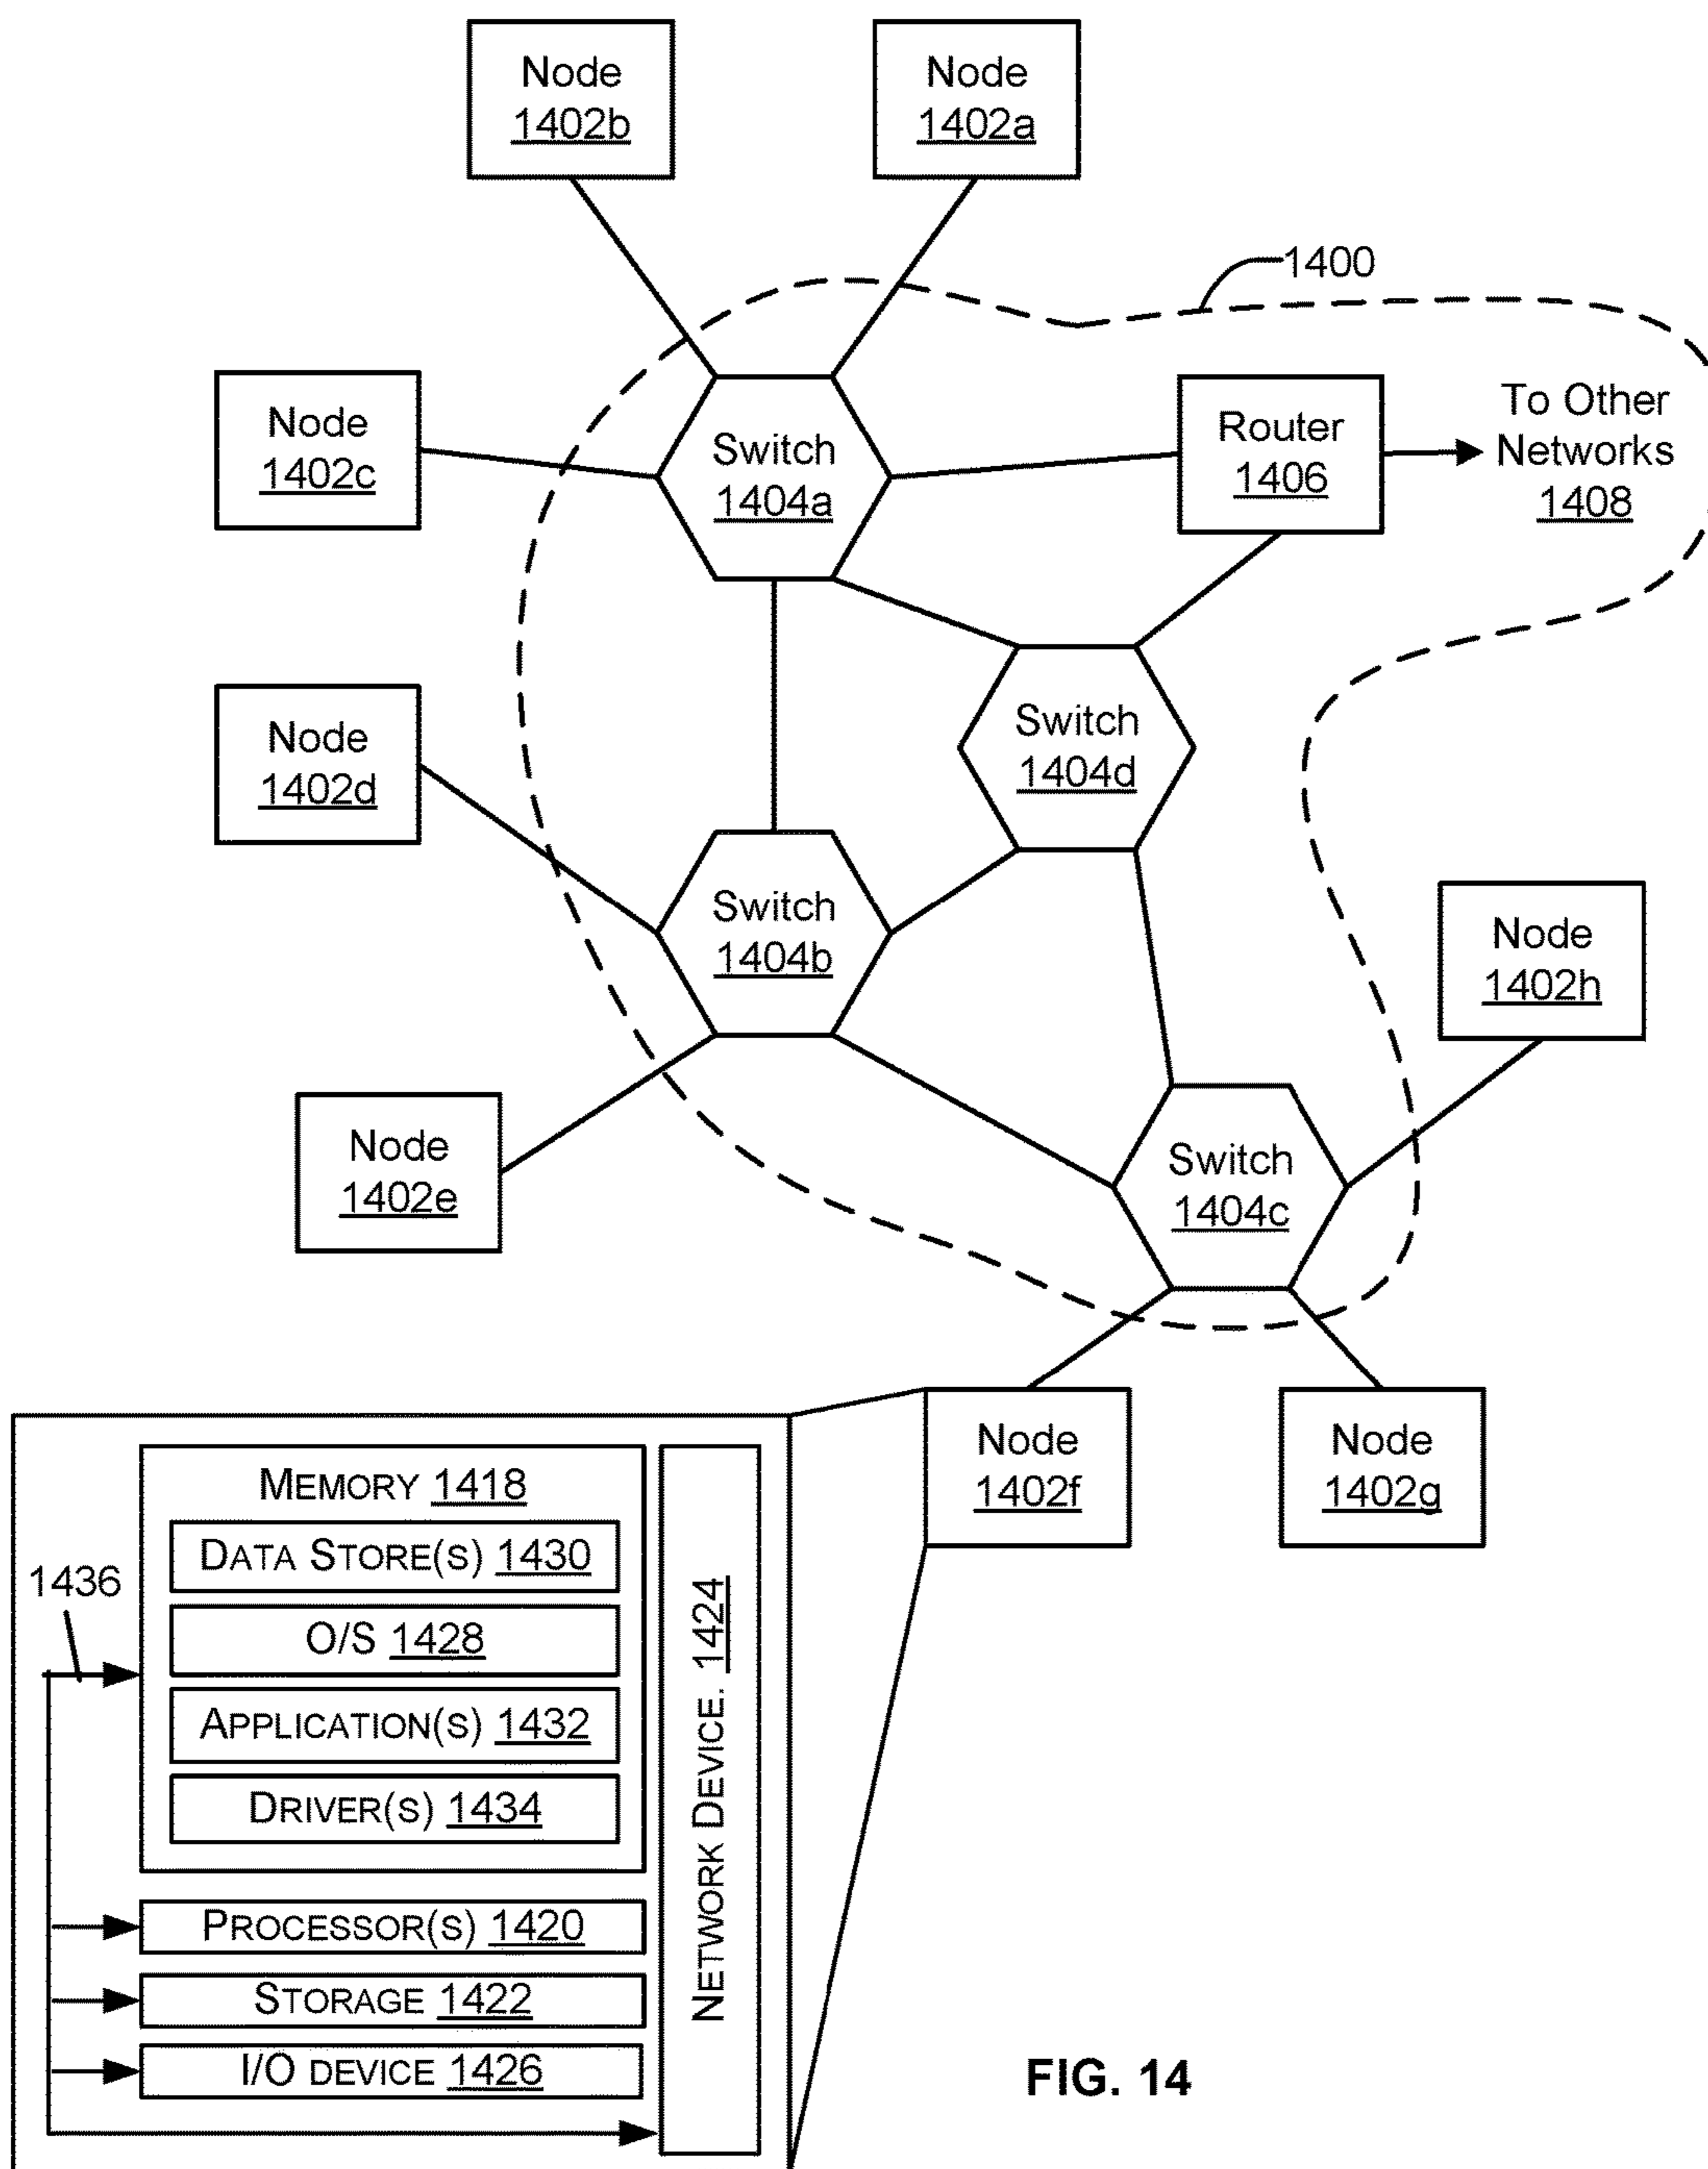 Node
1402b
Node
1402a
1400
Node
1402c
Switch
1404a
Router
1406
To Other
Networks
1408
Node
1402d
Switch
1404d
Switch
1404b
Node
1402h
Node
1402e
Switch
1404c
Node
1402f
Node
1402g
MEMORY 1418
DATA STORE(S) 1430
1436
O/S 1428
APPLICATION(S) 1432
DRIVER(S) 1434
NETWORK DEVICE. 1424
PROCESSOR(S) 1420
STORAGE 1422
I/O DEVICE 1426
FIG. 14